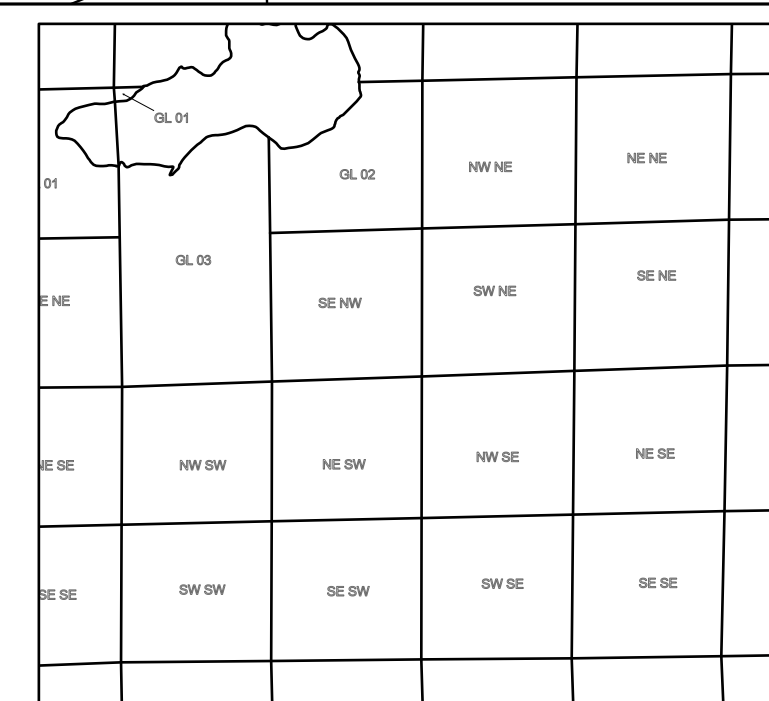 GL 01
GL 02
NW NE
NE NE
01
GL 03
E NE
SE NW
SW NE
SE NE
NE SE
NW SW
NE SW
NW SE
NE SE
SE SE
SW SW
SE SW
SW SE
SE SE